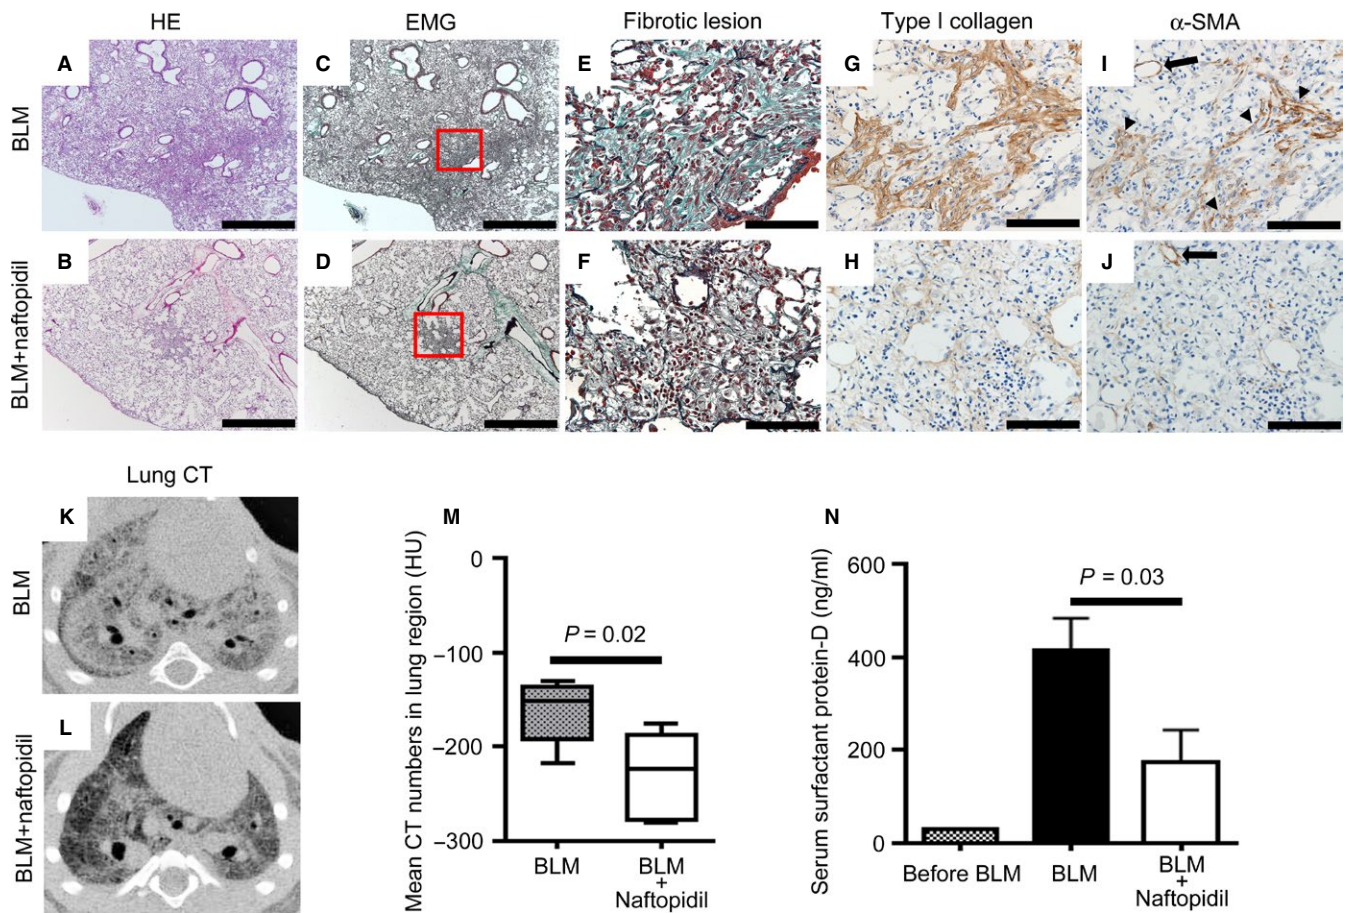 HE
EMG
Fibrotic lesion
Type I collagen
α-SMA
BLM
A
C
E
G
I
BLM+naftopidil
B
D
F
H
J
Lung CT
BLM
K
BLM+naftopidil
L
M
Mean CT numbers in lung region (HU)
0
−100
−200
−300
P = 0.02
BLM
BLM
+
Naftopidil
N
Serum surfactant protein-D (ng/ml)
600
400
200
0
P = 0.03
Before BLM
BLM
BLM
+
Naftopidil